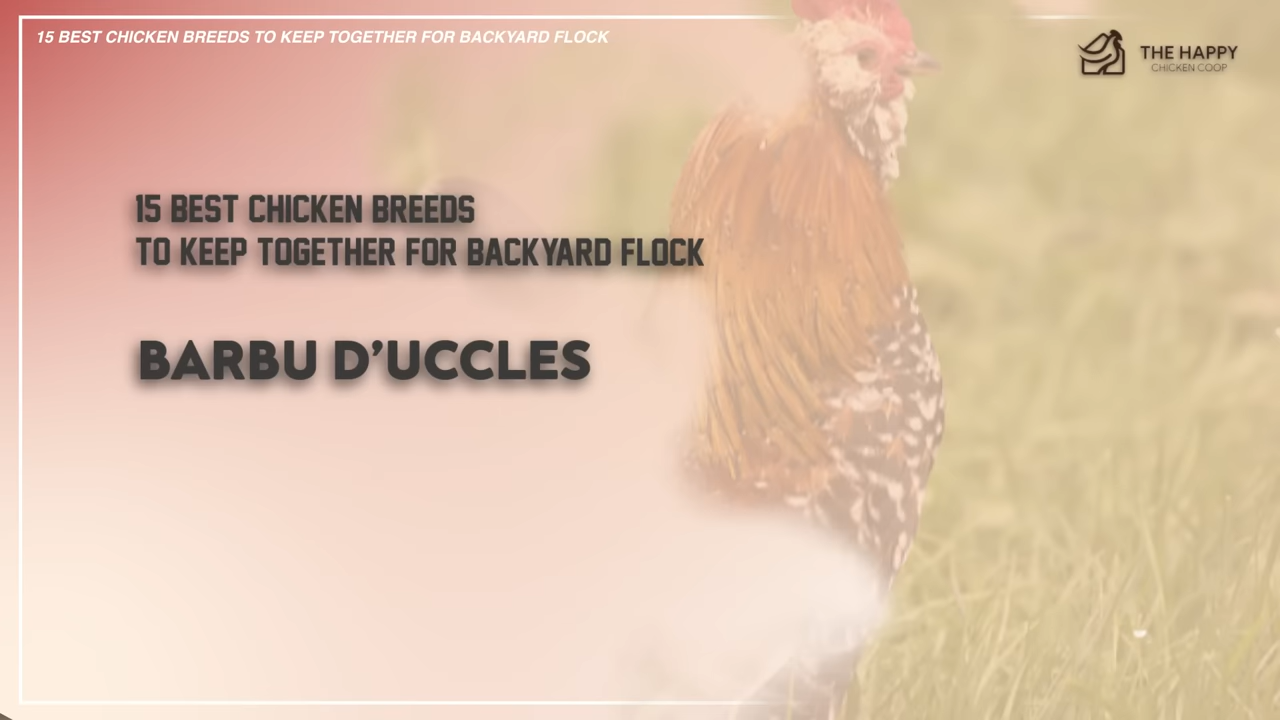 15 BEST CHICKEN BREEDS TO KEEP TOGETHER FOR BACKYARD FLOCK
THE HAPPY
CHICKEN COOP
15 BEST CHICKEN BREEDS
TO KEEP TOGETHER FOR BACKYARD FLOCK
BARBU D’UCCLES